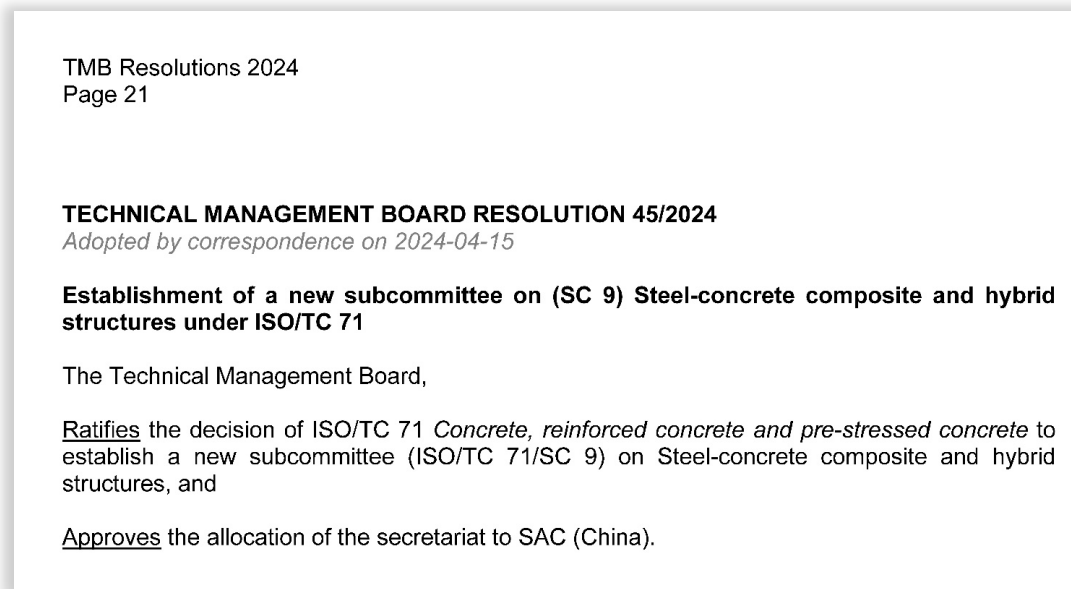 TMB Resolutions 2024
Page 21
TECHNICAL MANAGEMENT BOARD RESOLUTION 45/2024
Adopted by correspondence on 2024-04-15
Establishment of a new subcommittee on (SC 9) Steel-concrete composite and hybrid
structures under ISO/TC 71
The Technical Management Board,
Ratifies the decision of ISO/TC 71 Concrete, reinforced concrete and pre-stressed concrete to
establish a new subcommittee (ISO/TC 71/SC 9) on Steel-concrete composite and hybrid
structures, and
Approves the allocation of the secretariat to SAC (China).